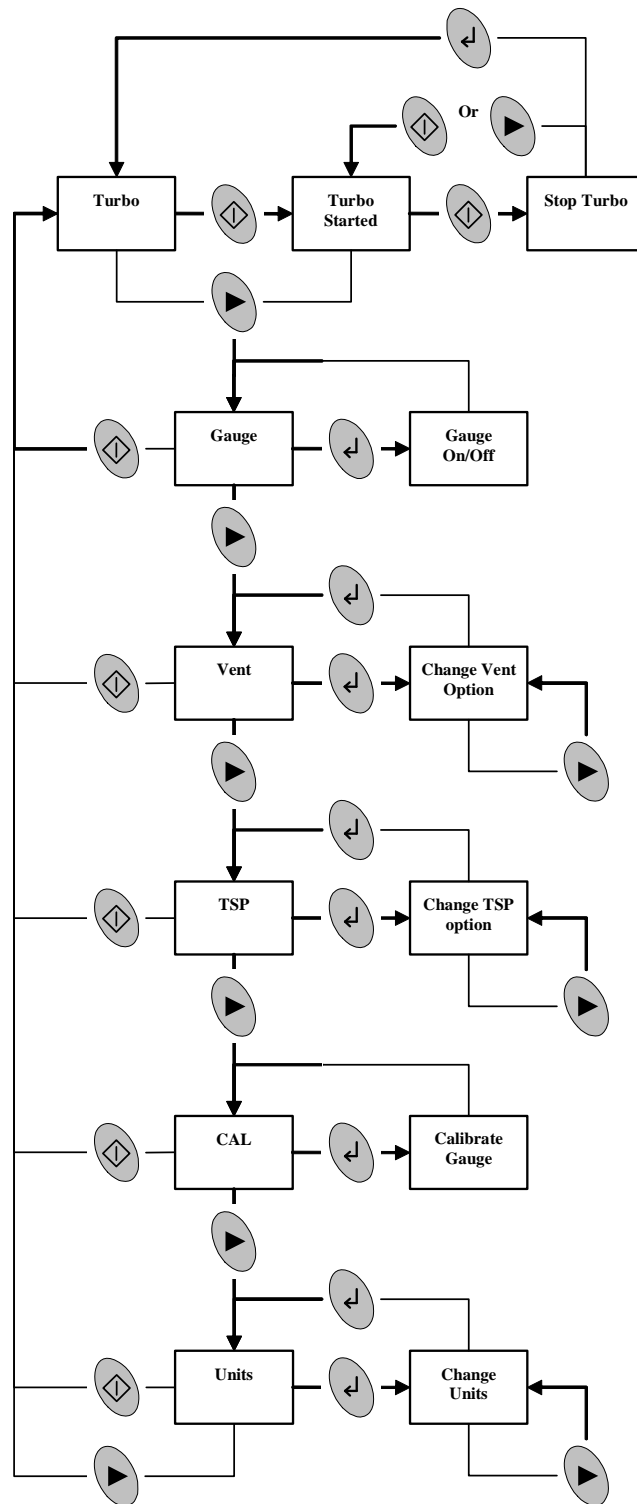 Or
Turbo
Turbo
Started
Stop Turbo
Gauge
Gauge
On/Off
Vent
Change Vent
Option
TSP
Change TSP
option
CAL
Calibrate
Gauge
Units
Change
Units